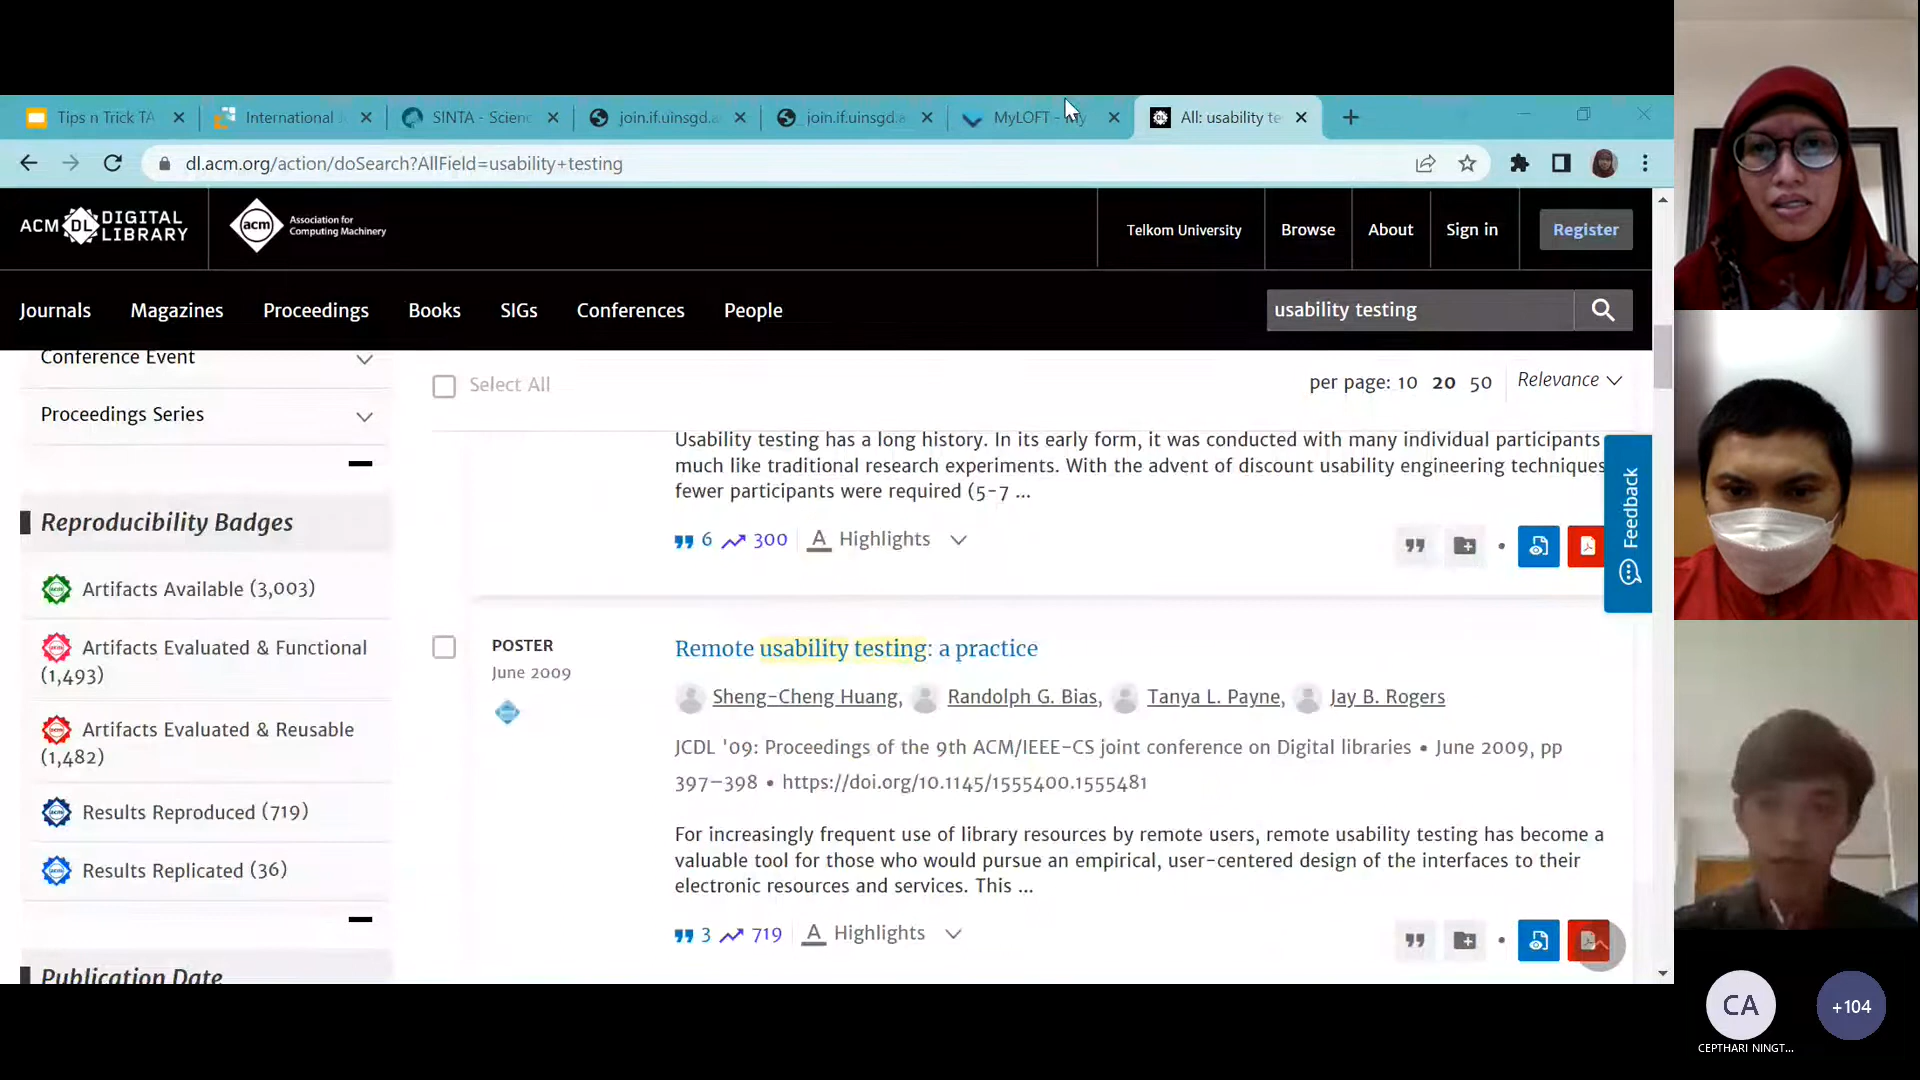 Tips n Trick TA
International J
SINTA - Scienc
join.if.uinsgd.a
join.if.uinsgd.a
MyLOFT - My
All: usability te
dl.acm.org/action/doSearch?AllField=usability+testing
ACM DL DIGITAL LIBRARY
acm Association for Computing Machinery
Telkom University
Browse
About
Sign in
Register
Journals
Magazines
Proceedings
Books
SIGs
Conferences
People
usability testing
Conference Event
Proceedings Series
Reproducibility Badges
Artifacts Available (3,003)
Artifacts Evaluated & Functional
(1,493)
Artifacts Evaluated & Reusable
(1,482)
Results Reproduced (719)
Results Replicated (36)
Publication Date
Select All
per page: 10 20 50
Relevance
Usability testing has a long history. In its early form, it was conducted with many individual participants
much like traditional research experiments. With the advent of discount usability engineering techniques
fewer participants were required (5-7 ...
6
300
Highlights
Feedback
POSTER
June 2009
Remote usability testing: a practice
Sheng-Cheng Huang, Randolph G. Bias, Tanya L. Payne, Jay B. Rogers
JCDL '09: Proceedings of the 9th ACM/IEEE-CS joint conference on Digital libraries • June 2009, pp
397–398 • https://doi.org/10.1145/1555400.1555481
For increasingly frequent use of library resources by remote users, remote usability testing has become a
valuable tool for those who would pursue an empirical, user-centered design of the interfaces to their
electronic resources and services. This ...
3
719
Highlights
CA
+104
CEPTHARI NINGT...